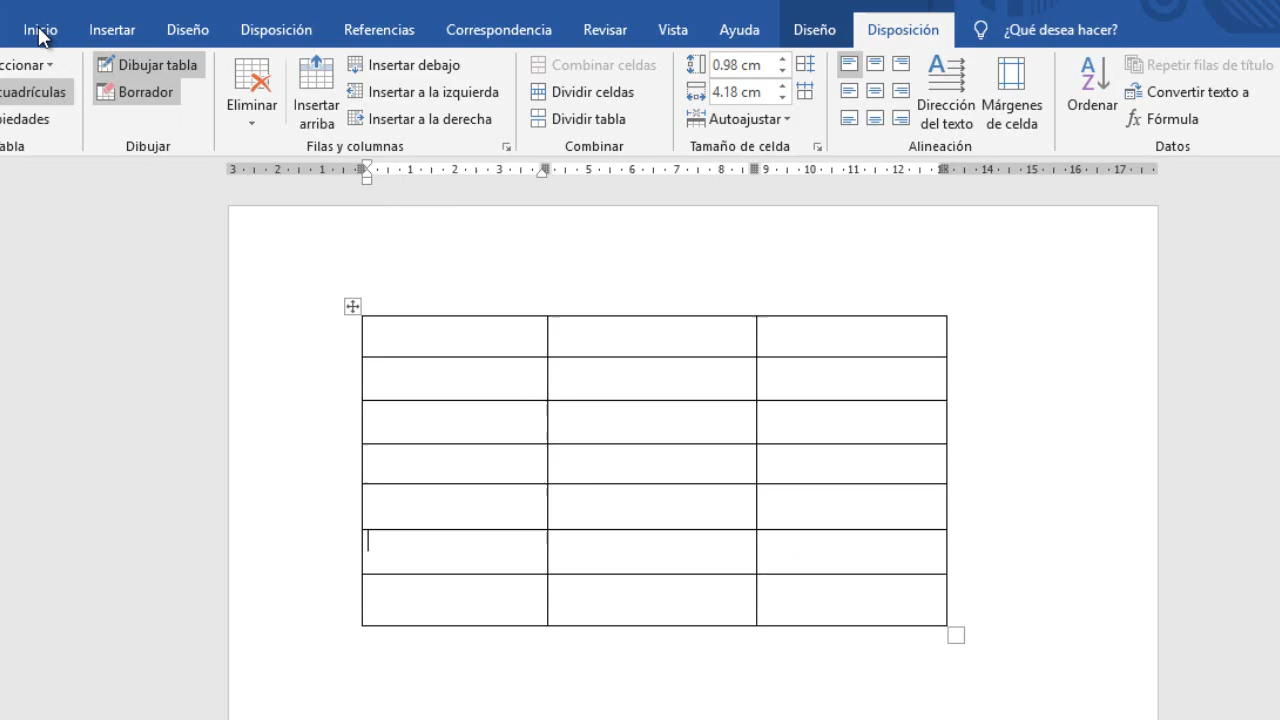 Inicio Insertar Diseño Disposición Referencias Correspondencia Revisar Vista Ayuda Diseño Disposición ¿Qué desea hacer?
ccionar Dibujar tabla Eliminar Insertar arriba Insertar debajo Combinar celdas 0.98 cm Dirección del texto Márgenes de celda Ordenar Repetir filas de título
cuadrículas Borrador Insertar a la izquierda Dividir celdas 4.18 cm Convertir texto a
piedades Insertar a la derecha Dividir tabla Autoajustar fx Fórmula
abla Dibujar Filas y columnas Combinar Tamaño de celda Alineación Datos
3 2 1 1 2 3 5 6 7 8 9 10 11 12 14 15 16 17